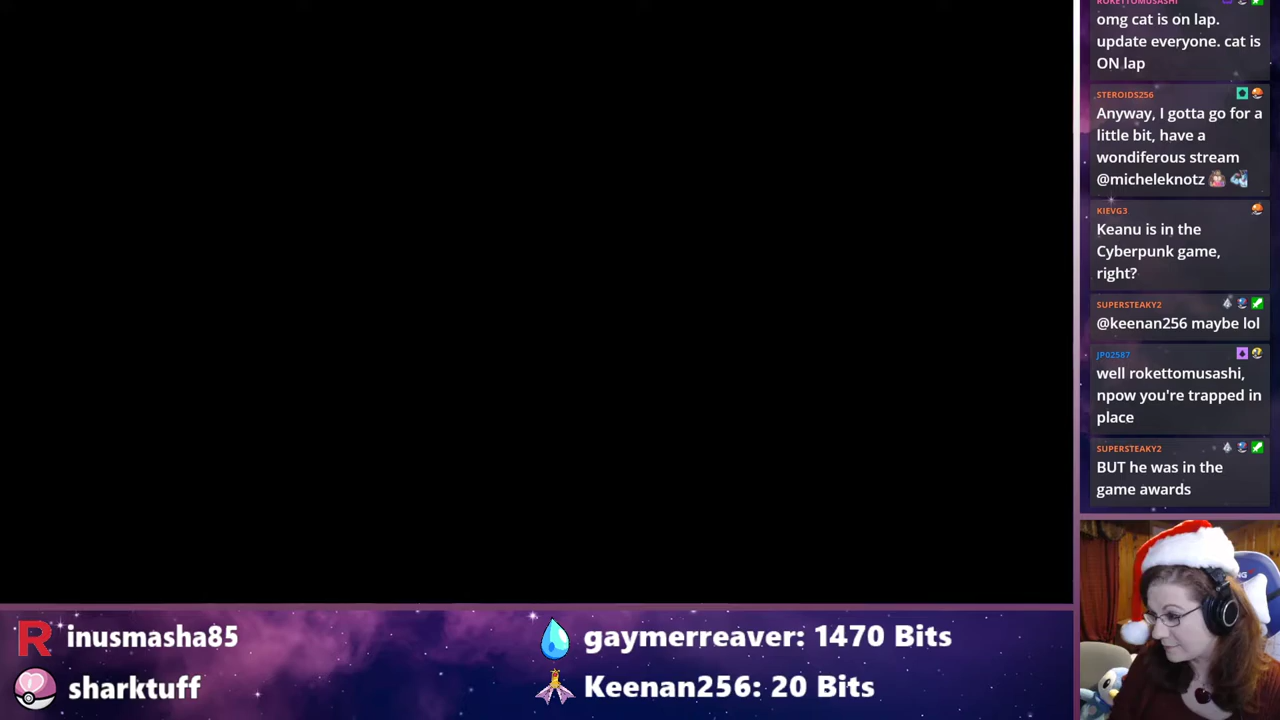 ROKETTOMUSASHI
omg cat is on lap.
update everyone. cat is
ON lap
STEROIDS256
Anyway, I gotta go for a
little bit, have a
wondiferous stream
@micheleknotz
KIEVG3
Keanu is in the
Cyberpunk game,
right?
SUPERSTEAKY2
@keenan256 maybe lol
JP02587
well rokettomusashi,
npow you're trapped in
place
SUPERSTEAKY2
BUT he was in the
game awards
R inusmasha85
gaymerreaver: 1470 Bits
sharktuff
Keenan256: 20 Bits